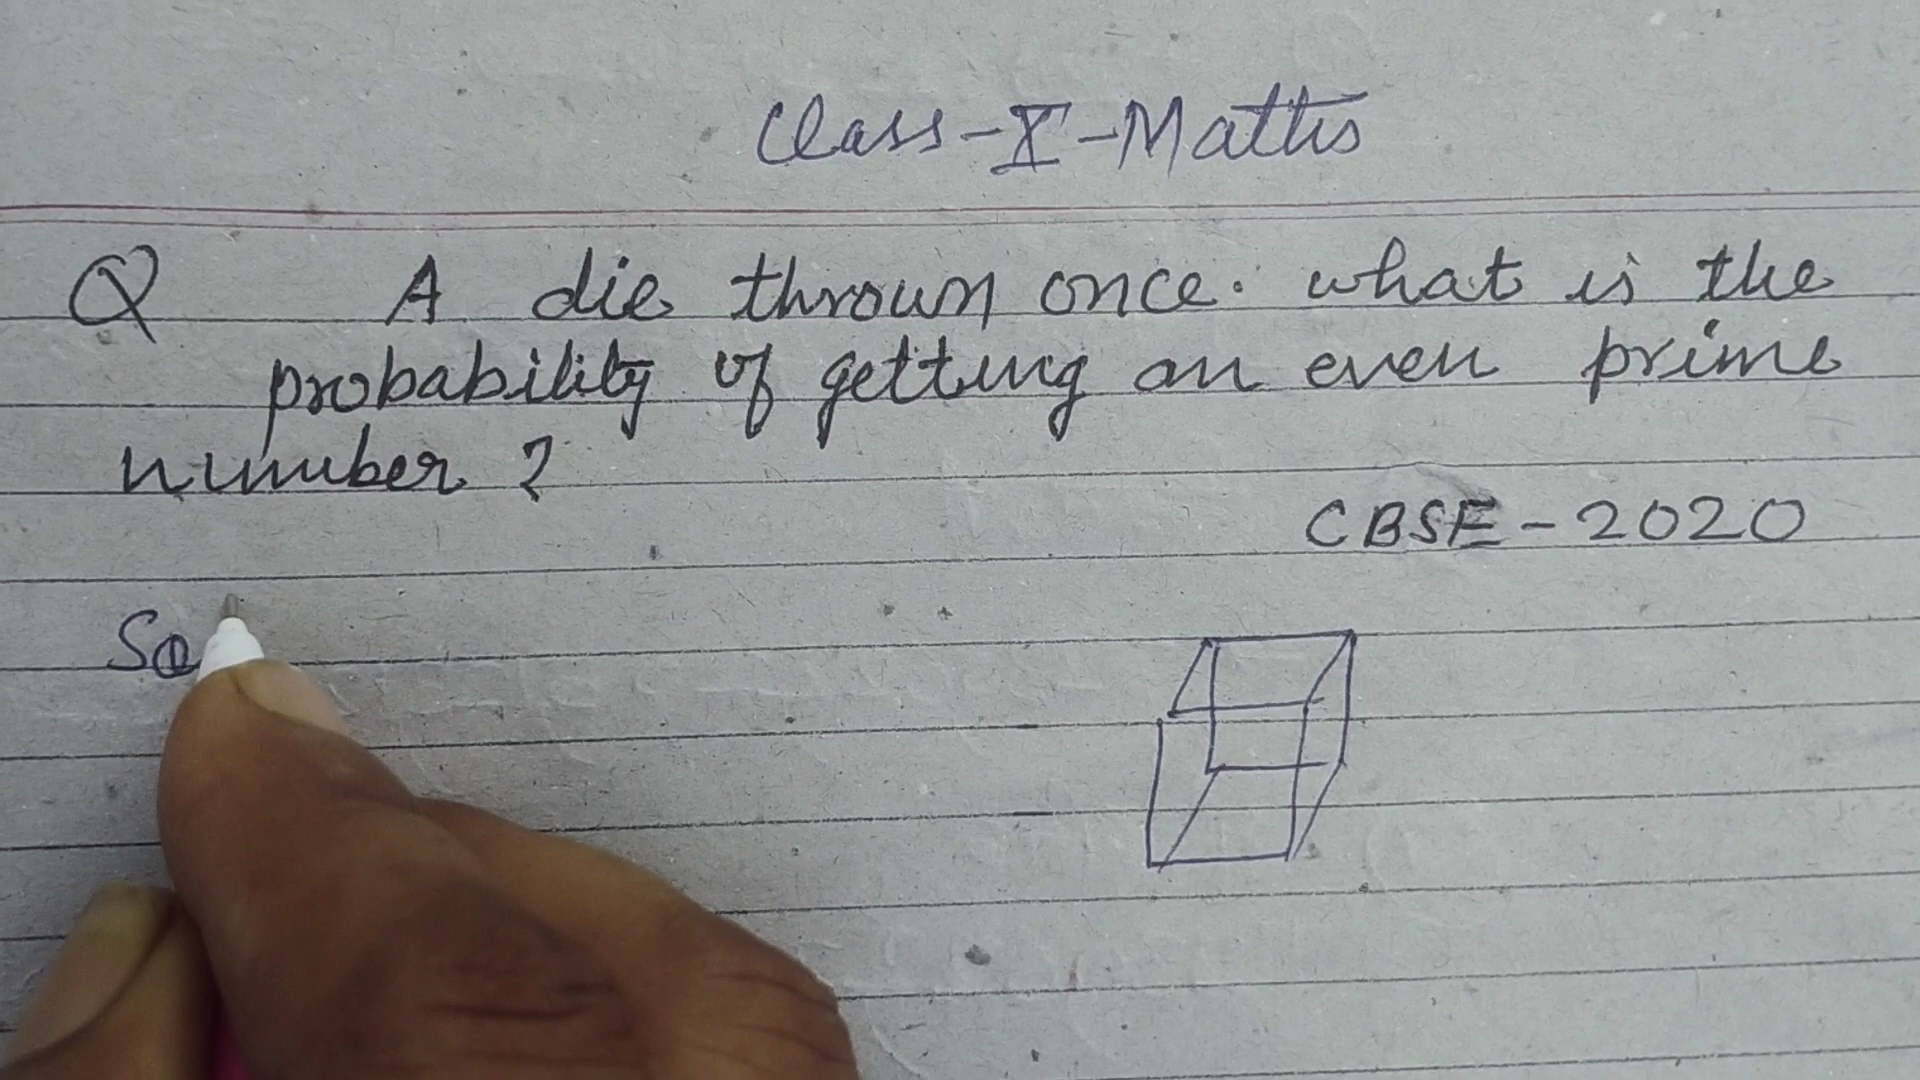 Class-X-Maths
Q A die thrown once. what is the
probability of getting an even prime
number ?
CBSE-2020
So